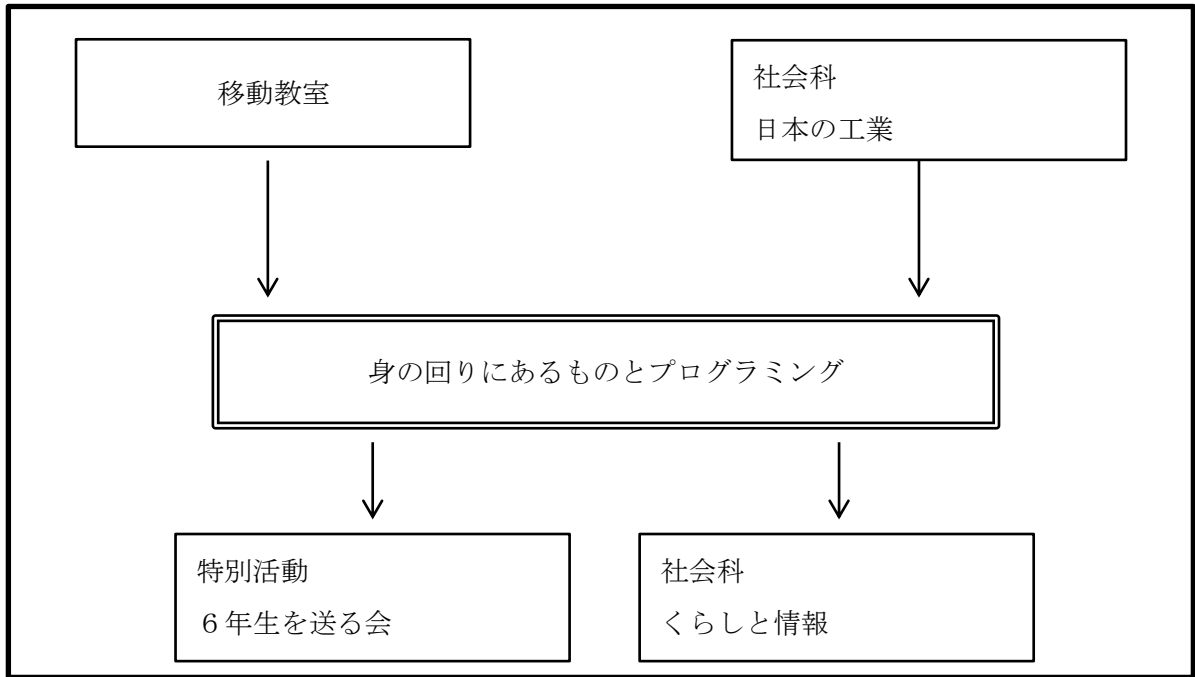 移動教室
社会科
日本の工業
身の回りにあるものとプログラミング
特別活動
６年生を送る会
社会科
くらしと情報